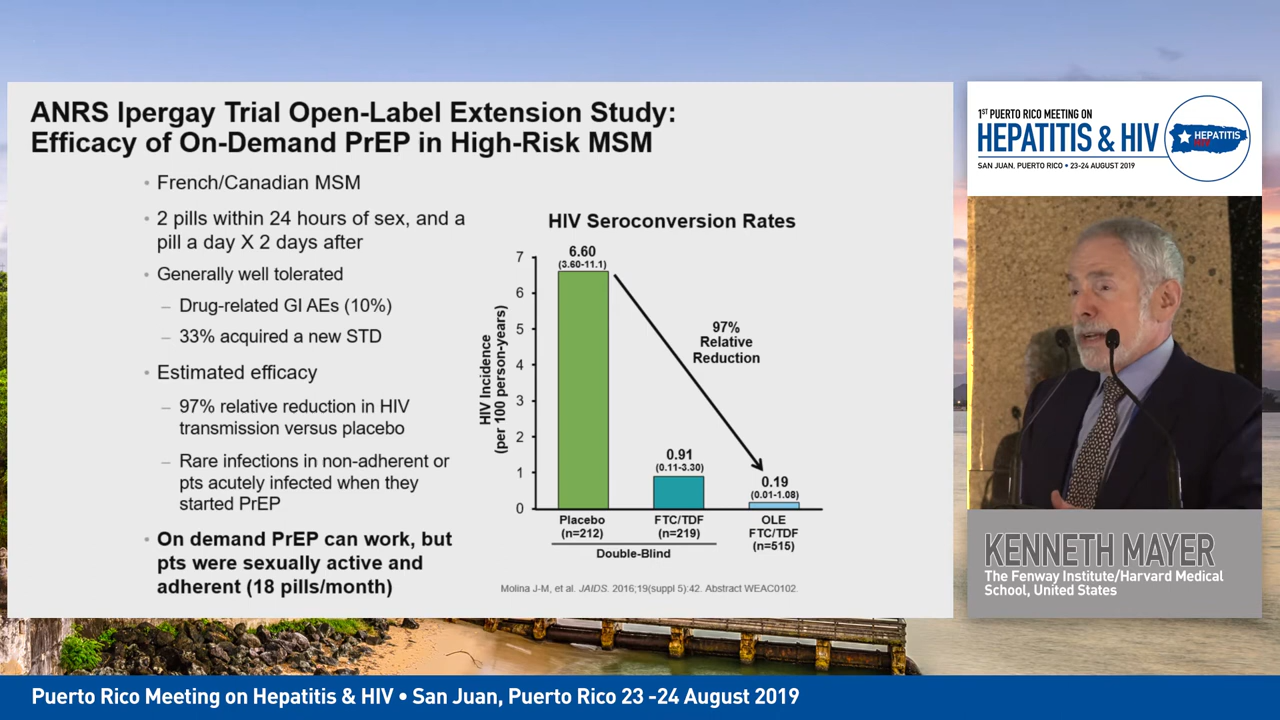 ANRS Ipergay Trial Open-Label Extension Study:
Efficacy of On-Demand PrEP in High-Risk MSM
• French/Canadian MSM
• 2 pills within 24 hours of sex, and a
pill a day X 2 days after
• Generally well tolerated
– Drug-related GI AEs (10%)
– 33% acquired a new STD
• Estimated efficacy
– 97% relative reduction in HIV
transmission versus placebo
– Rare infections in non-adherent or
pts acutely infected when they
started PrEP
• On demand PrEP can work, but
pts were sexually active and
adherent (18 pills/month)
HIV Seroconversion Rates
HIV Incidence
(per 100 person-years)
7
6
5
4
3
2
1
0
6.60
(3.60-11.1)
97%
Relative
Reduction
0.91
(0.11-3.30)
0.19
(0.01-1.08)
Placebo
(n=212)
FTC/TDF
(n=219)
OLE
FTC/TDF
(n=515)
Double-Blind
Molina J-M, et al. JAIDS. 2016;19(suppl 5):42. Abstract WEAC0102.
1ST PUERTO RICO MEETING ON
HEPATITIS & HIV
SAN JUAN, PUERTO RICO • 23-24 AUGUST 2019
HEPATITIS
KENNETH MAYER
The Fenway Institute/Harvard Medical
School, United States
Puerto Rico Meeting on Hepatitis & HIV • San Juan, Puerto Rico 23 -24 August 2019